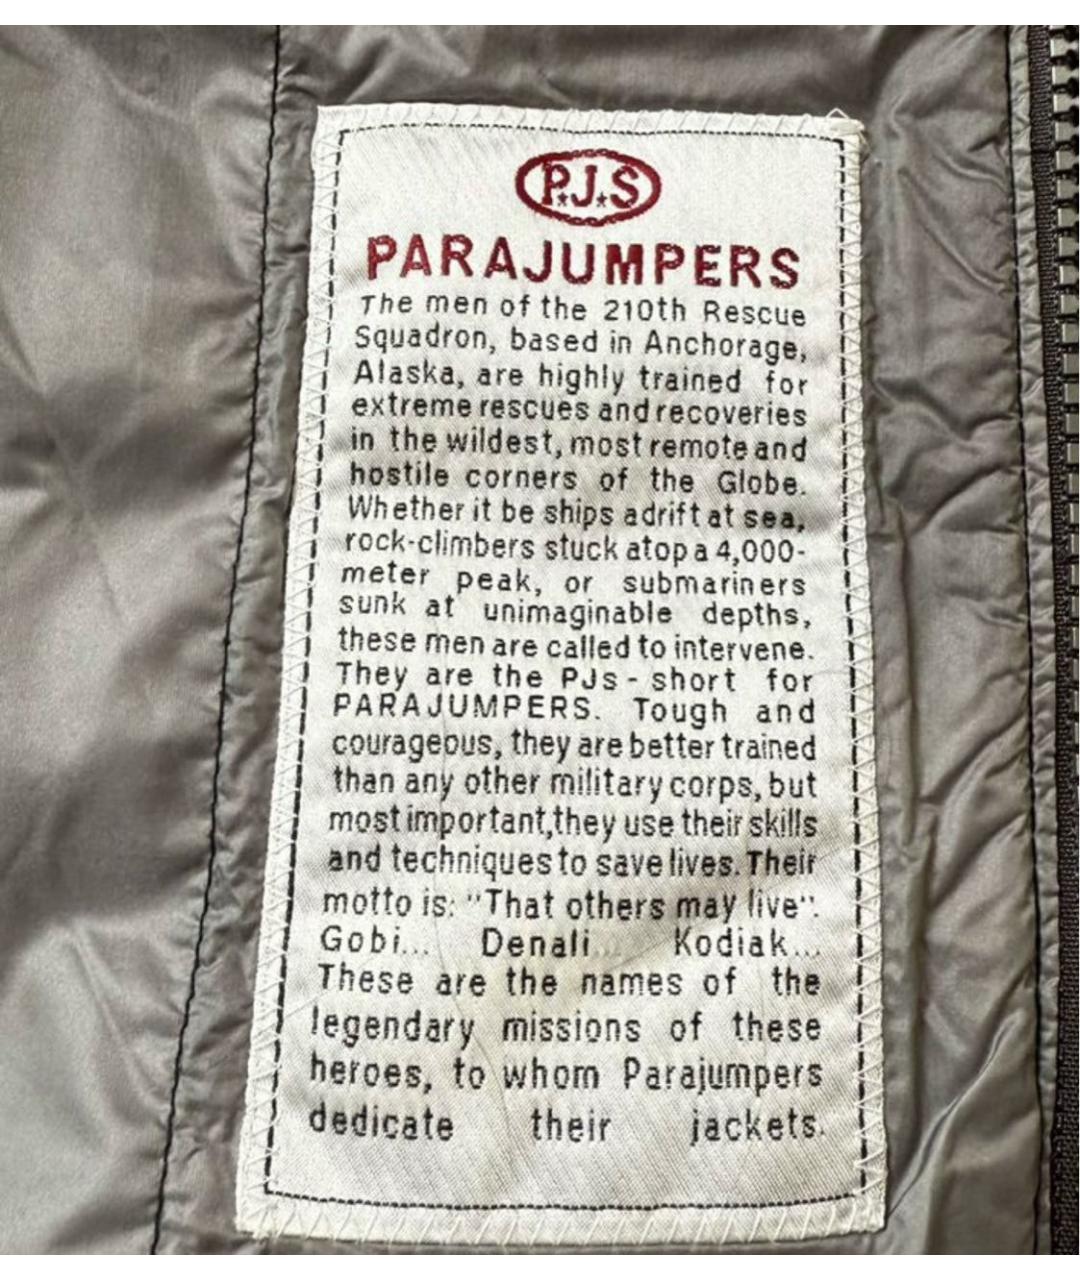 P.J.S
PARAJUMPERS
The men of the 210th Rescue
Squadron, based in Anchorage,
Alaska, are highly trained for
extreme rescues and recoveries
in the wildest, most remote and
hostile corners of the Globe.
Whether it be ships adrift at sea,
rock-climbers stuck atop a 4,000-
meter peak, or submariners
sunk at unimaginable depths,
these men are called to intervene.
They are the PJs - short for
PARAJUMPERS. Tough and
courageous, they are better trained
than any other military corps, but
most important,they use their skills
and techniques to save lives. Their
motto is: "That others may live".
Gobi... Denali... Kodiak...
These are the names of the
legendary missions of these
heroes, to whom Parajumpers
dedicate their jackets.